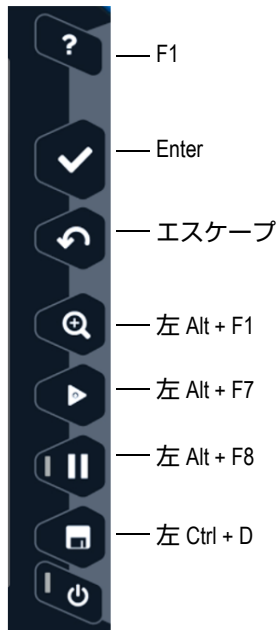 ?
F1
Enter
エスケープ
左 Alt + F1
左 Alt + F7
左 Alt + F8
左 Ctrl + D